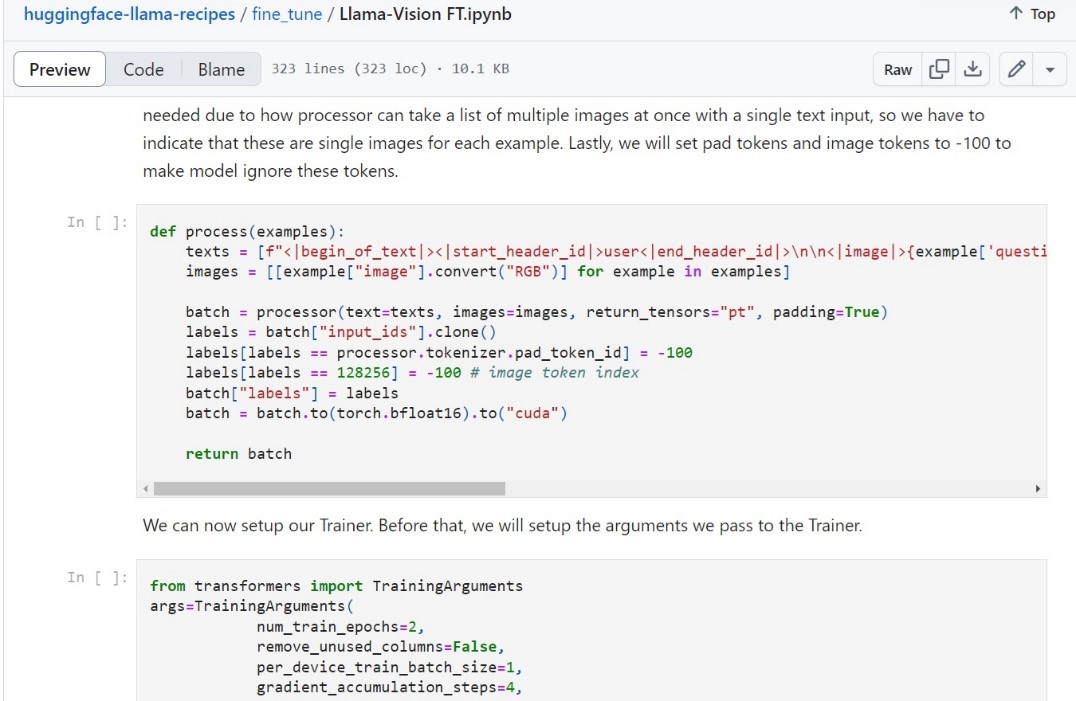 huggingface-llama-recipes / fine_tune / Llama-Vision FT.ipynb
↑ Top
Preview Code Blame 323 lines (323 loc) · 10.1 KB
Raw
needed due to how processor can take a list of multiple images at once with a single text input, so we have to
indicate that these are single images for each example. Lastly, we will set pad tokens and image tokens to -100 to
make model ignore these tokens.
In [ ]:
def process(examples):
    texts = [f"<|begin_of_text|><|start_header_id|>user<|end_header_id|>\n\n<|image|>{example['questi
    images = [[example["image"].convert("RGB")] for example in examples]
    batch = processor(text=texts, images=images, return_tensors="pt", padding=True)
    labels = batch["input_ids"].clone()
    labels[labels == processor.tokenizer.pad_token_id] = -100
    labels[labels == 128256] = -100 # image token index
    batch["labels"] = labels
    batch = batch.to(torch.bfloat16).to("cuda")
    return batch
We can now setup our Trainer. Before that, we will setup the arguments we pass to the Trainer.
In [ ]:
from transformers import TrainingArguments
args=TrainingArguments(
            num_train_epochs=2,
            remove_unused_columns=False,
            per_device_train_batch_size=1,
            gradient_accumulation_steps=4,